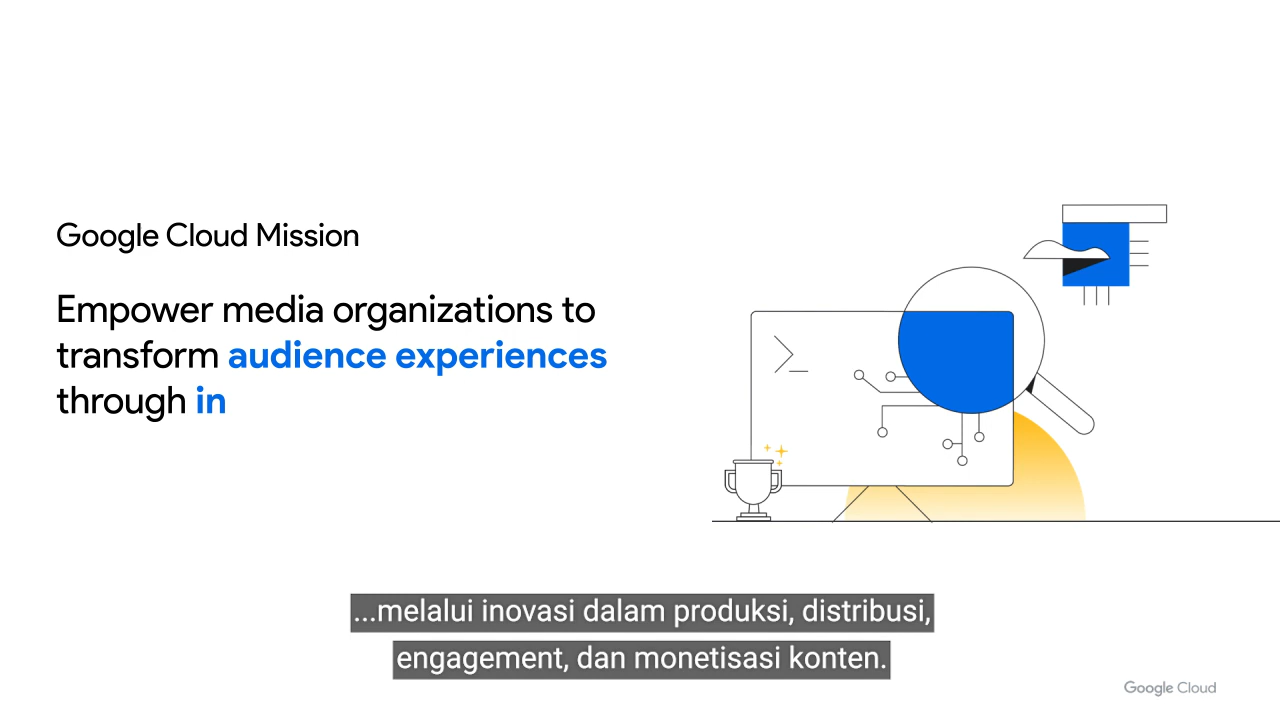 Google Cloud Mission
Empower media organizations to
transform audience experiences
through in
...melalui inovasi dalam produksi, distribusi,
engagement, dan monetisasi konten.
Google Cloud